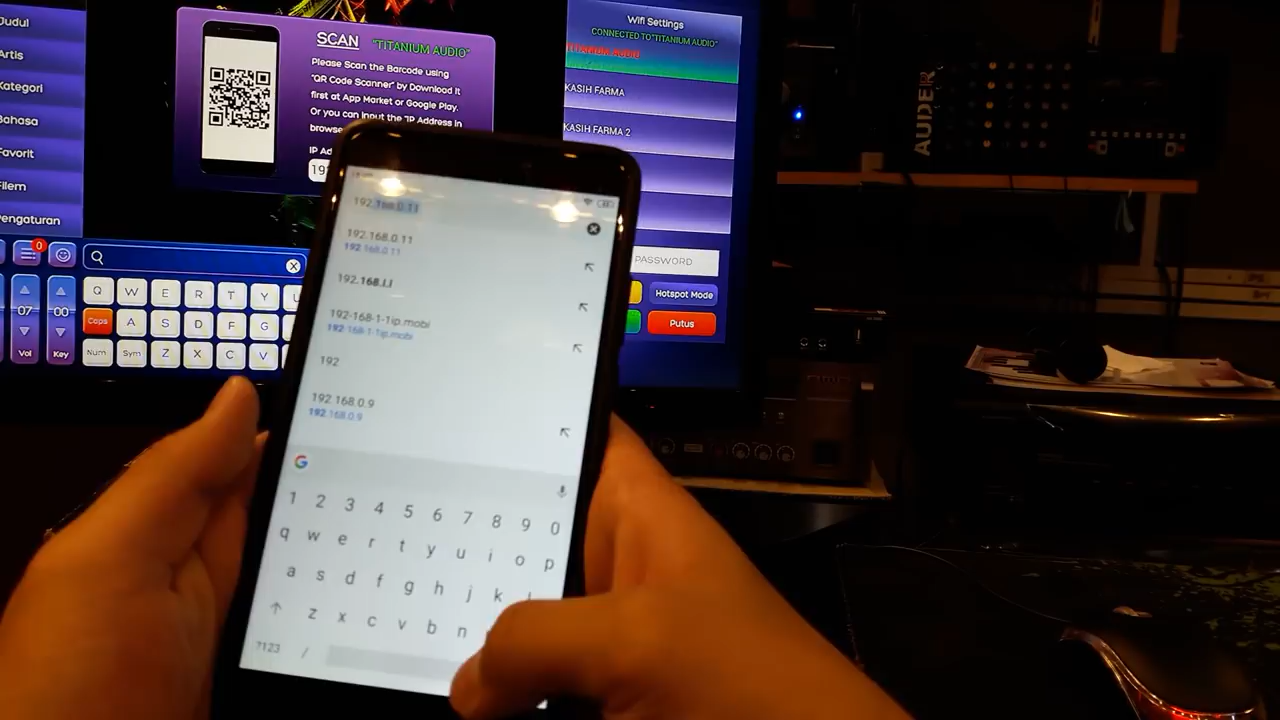 Judul
Artis
Kategori
Bahasa
Favorit
Filem
Pengaturan
0
07
00
Vol
Key
Q W E R T Y U
Caps A S D F G
Num Sym Z X C V
SCAN "TITANIUM AUDIO"
Please Scan the Barcode using
"QR Code Scanner" by Download it
first at App Market or Google Play.
Or you can input the "IP Address in
browse
IP Ad
19
Wifi Settings
CONNECTED TO "TITANIUM AUDIO"
TITANIUM AUDIO
KASIH FARMA
KASIH FARMA 2
PASSWORD
Hotspot Mode
Putus
AUDER
192.168.0.11
192.168.0.11
192.168.0.11
192.168.1.1
192-168-1-1ip.mobi
192-168-1-1ip.mobi
192
192.168.0.9
192.168.0.9
G
1 2 3 4 5 6 7 8 9 0
q w e r t y u i o p
a s d f g h j k l
z x c v b n
?123 /